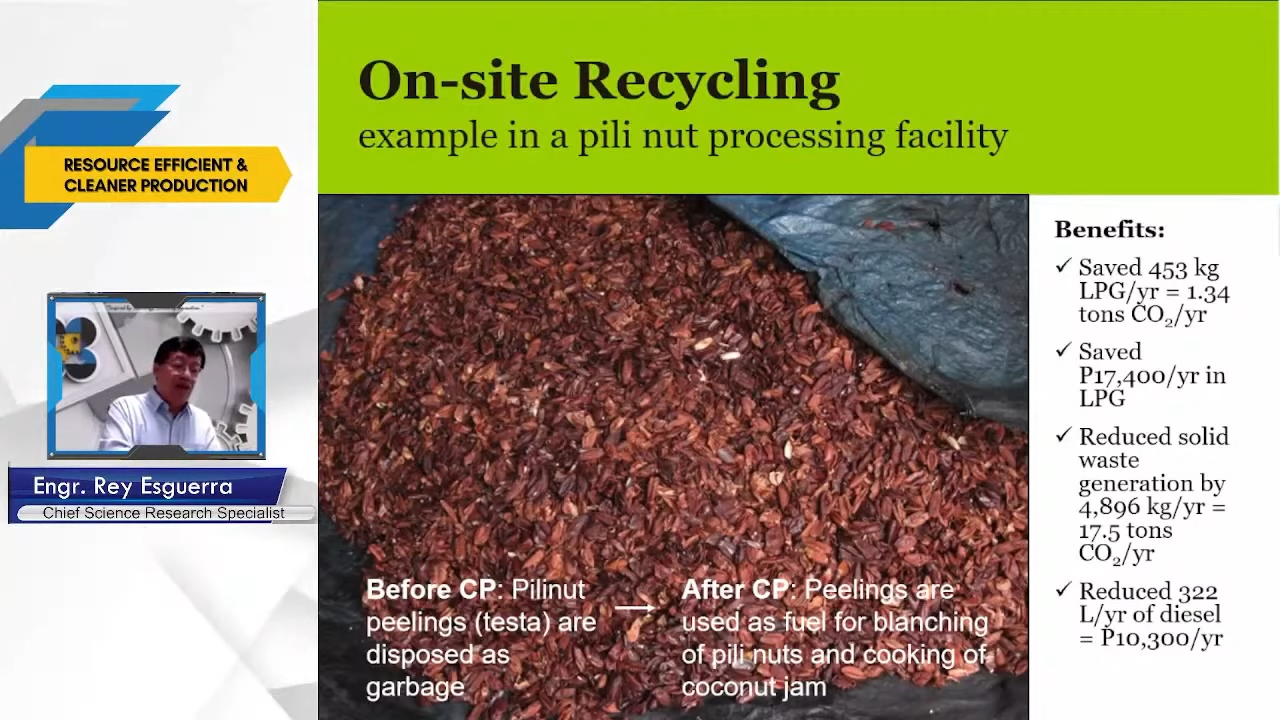 On-site Recycling
example in a pili nut processing facility
RESOURCE EFFICIENT &
CLEANER PRODUCTION
Engr. Rey Esguerra
Chief Science Research Specialist
Before CP: Pilinut
peelings (testa) are
disposed as
garbage
After CP: Peelings are
used as fuel for blanching
of pili nuts and cooking of
coconut jam
Benefits:
✓ Saved 453 kg
LPG/yr = 1.34
tons CO₂/yr
✓ Saved
P17,400/yr in
LPG
✓ Reduced solid
waste
generation by
4,896 kg/yr =
17.5 tons
CO₂/yr
✓ Reduced 322
L/yr of diesel
= P10,300/yr